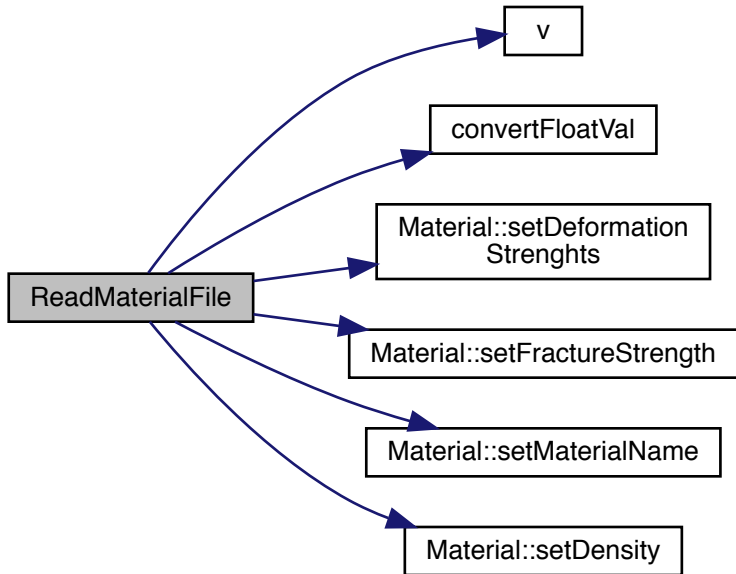 v
convertFloatVal
Material::setDeformation
Strenghts
ReadMaterialFile
Material::setFractureStrength
Material::setMaterialName
Material::setDensity